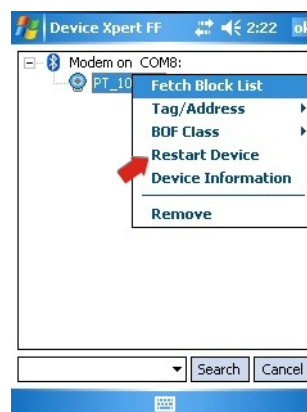 Device Xpert FF 2:22 ok
Modem on COM8:
PT_10
Fetch Block List
Tag/Address
BOF Class
Restart Device
Device Information
Remove
Search Cancel